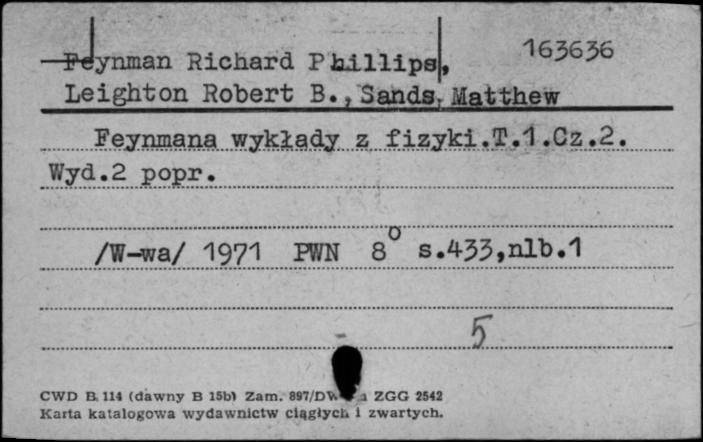 Feynman Richard Phillips, 163636
Leighton Robert B., Sands, Matthew
Feynmana wykłady z fizyki.T.1.Cz.2.
Wyd.2 popr.
/W-wa/ 1971 PWN 8° s.433,nlb.1
5
CWD B. 114 (dawny B 15b) Zam. 897/DW ZGG 2542
Karta katalogowa wydawnictw ciągłych i zwartych.